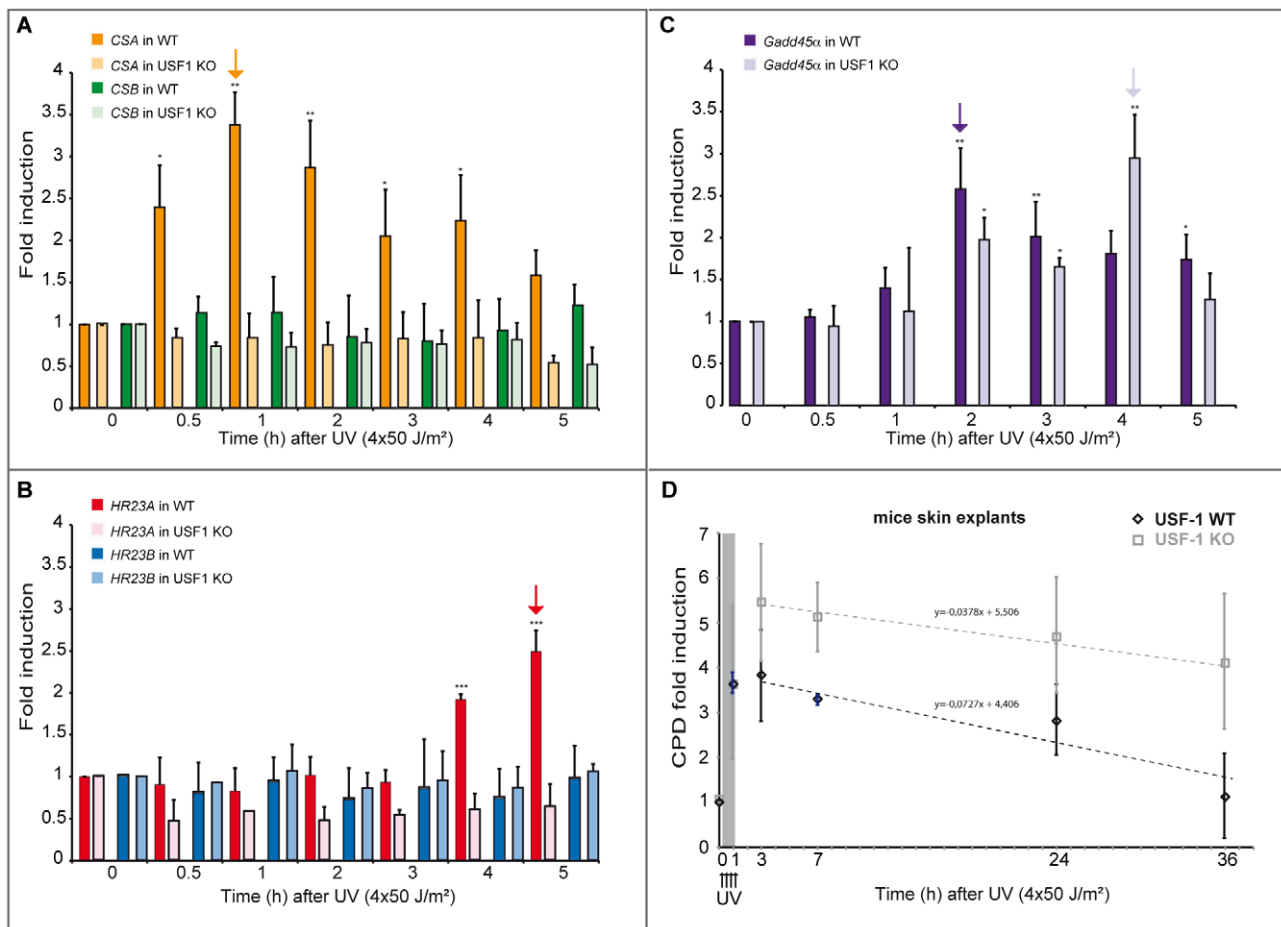 A
CSA in WT
CSA in USF1 KO
CSB in WT
CSB in USF1 KO
Fold induction
4
3.5
3
2.5
2
1.5
1
0.5
0
* ** ** * *
0 0.5 1 2 3 4 5
Time (h) after UV (4x50 J/m²)
B
HR23A in WT
HR23A in USF1 KO
HR23B in WT
HR23B in USF1 KO
Fold induction
4
3.5
3
2.5
2
1.5
1
0.5
0
*** ***
0 0.5 1 2 3 4 5
Time (h) after UV (4x50 J/m²)
C
Gadd45α in WT
Gadd45α in USF1 KO
Fold induction
4
3.5
3
2.5
2
1.5
1
0.5
0
** * ** * ** *
0 0.5 1 2 3 4 5
Time (h) after UV (4x50 J/m²)
D
mice skin explants
USF-1 WT
USF-1 KO
CPD fold induction
7
6
5
4
3
2
1
0
y=-0,0378x + 5,506
y=-0,0727x + 4,406
0 1 3 7 24 36
UV
Time (h) after UV (4x50 J/m²)